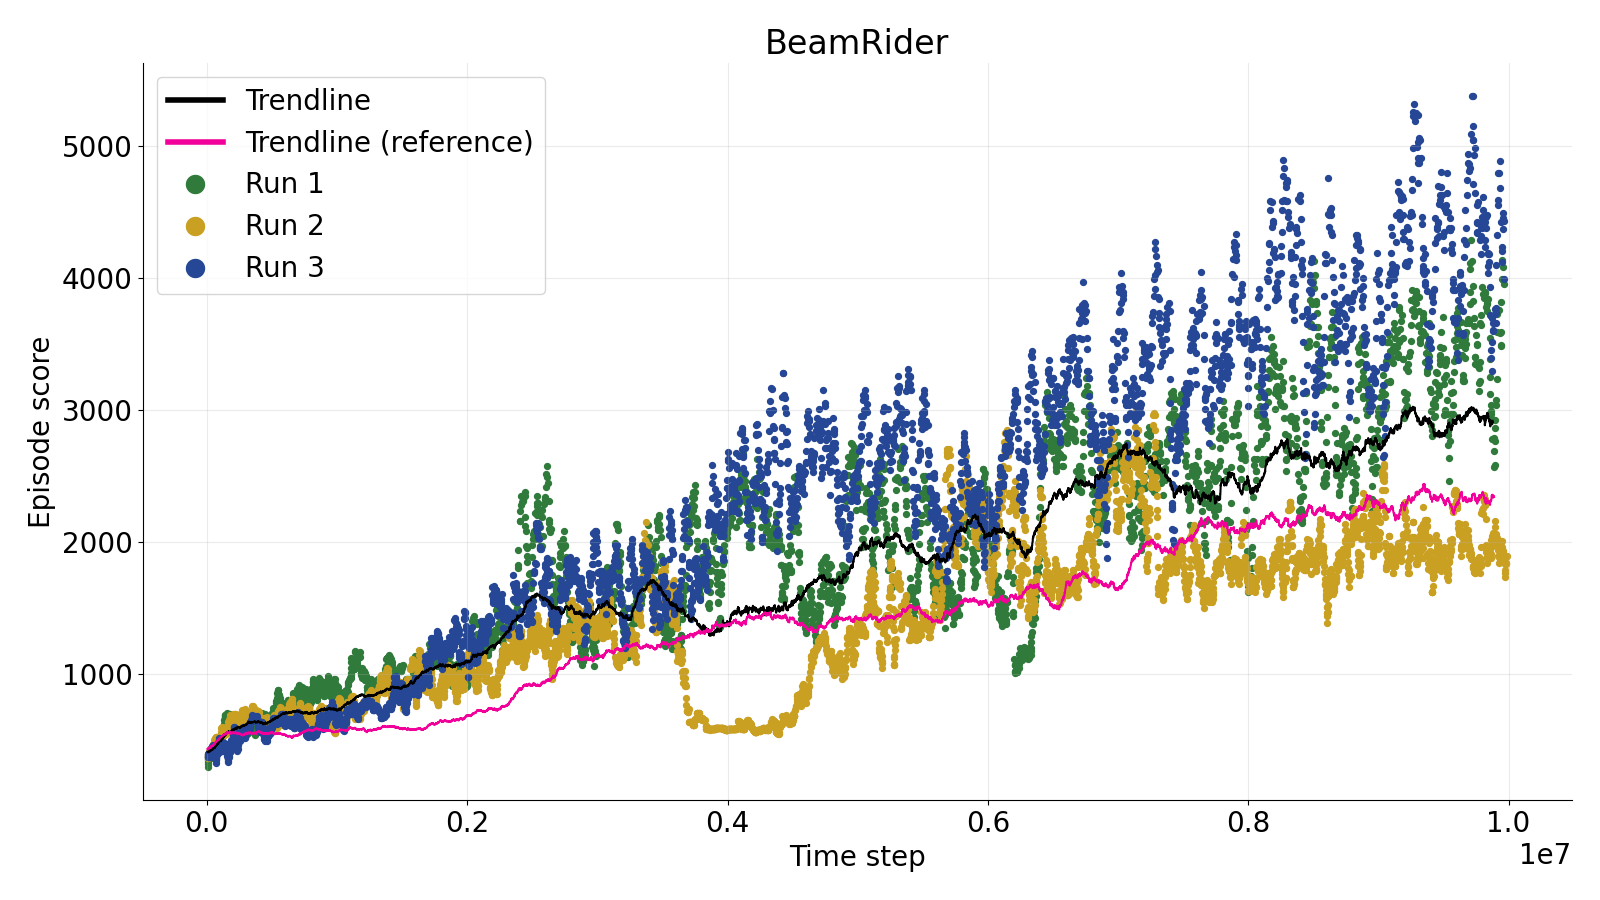 BeamRider
Trendline
Trendline (reference)
Run 1
Run 2
Run 3
Episode score
5000
4000
3000
2000
1000
0.0
0.2
0.4
0.6
0.8
1.0
1e7
Time step